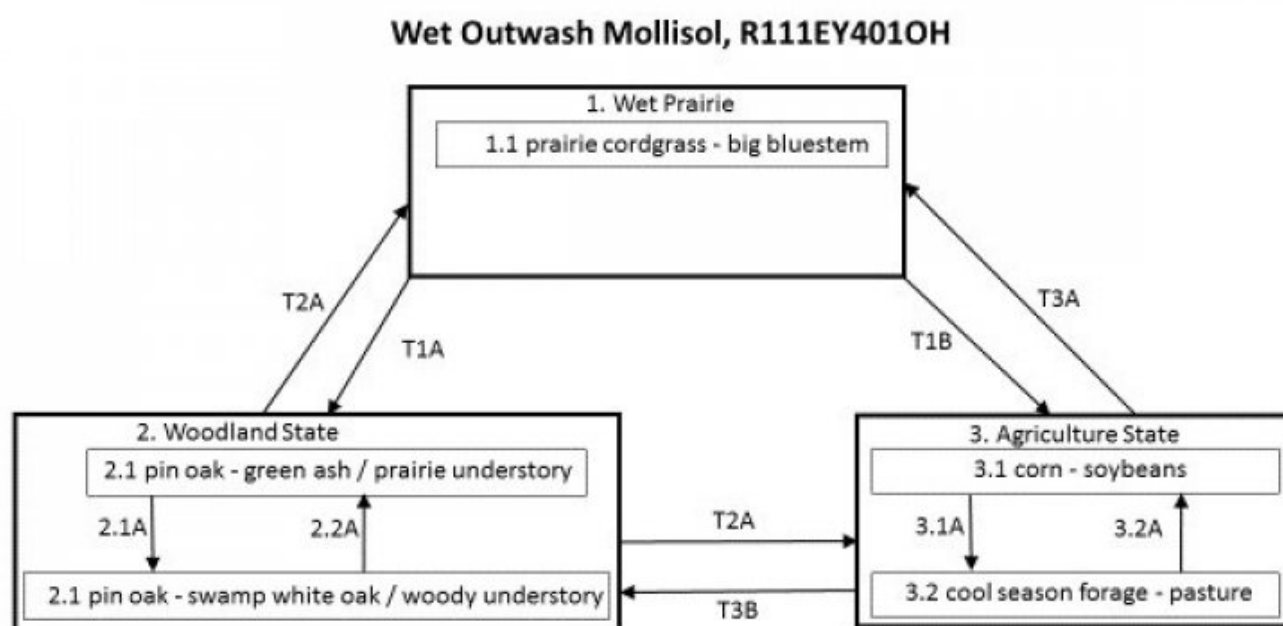 Wet Outwash Mollisol, R111EY401OH
1. Wet Prairie
1.1 prairie cordgrass - big bluestem
T2A
T1A
T1B
T3A
2. Woodland State
2.1 pin oak - green ash / prairie understory
2.1A
2.2A
2.1 pin oak - swamp white oak / woody understory
T2A
T3B
3. Agriculture State
3.1 corn - soybeans
3.1A
3.2A
3.2 cool season forage - pasture